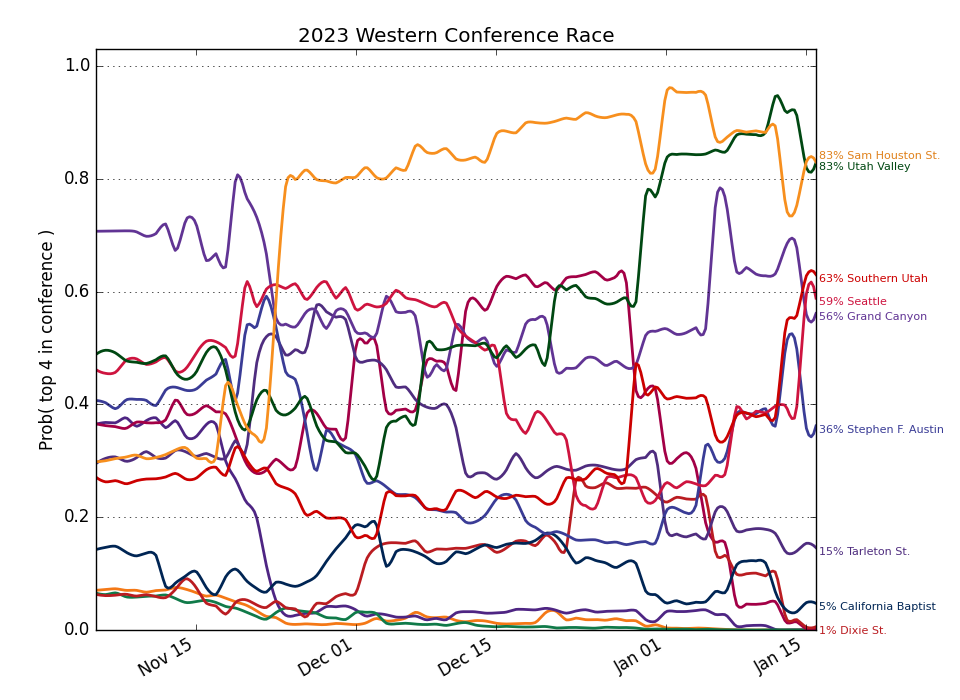 2023 Western Conference Race
Prob( top 4 in conference )
1.0
0.8
0.6
0.4
0.2
0.0
Nov 15
Dec 01
Dec 15
Jan 01
Jan 15
83% Sam Houston St.
83% Utah Valley
63% Southern Utah
59% Seattle
56% Grand Canyon
36% Stephen F. Austin
15% Tarleton St.
5% California Baptist
1% Dixie St.